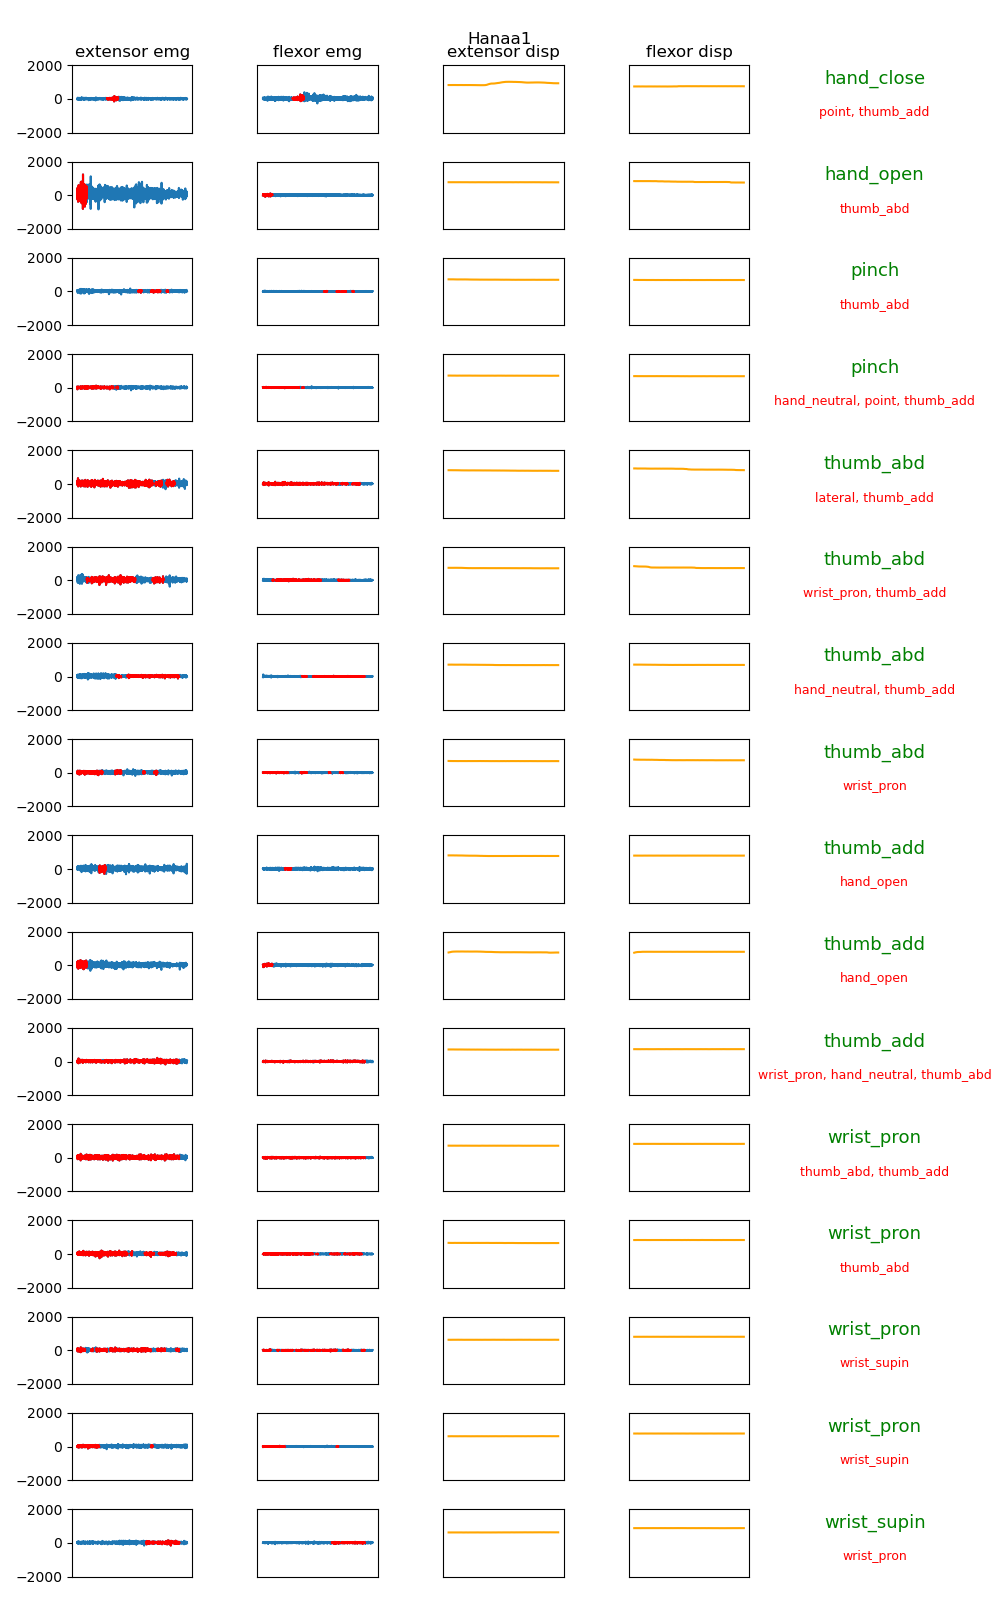 Hanaa1
extensor emg flexor emg extensor disp flexor disp
2000
0
−2000
hand_close
point, thumb_add
2000
0
−2000
hand_open
thumb_abd
2000
0
−2000
pinch
thumb_abd
2000
0
−2000
pinch
hand_neutral, point, thumb_add
2000
0
−2000
thumb_abd
lateral, thumb_add
2000
0
−2000
thumb_abd
wrist_pron, thumb_add
2000
0
−2000
thumb_abd
hand_neutral, thumb_add
2000
0
−2000
thumb_abd
wrist_pron
2000
0
−2000
thumb_add
hand_open
2000
0
−2000
thumb_add
hand_open
2000
0
−2000
thumb_add
wrist_pron, hand_neutral, thumb_abd
2000
0
−2000
wrist_pron
thumb_abd, thumb_add
2000
0
−2000
wrist_pron
thumb_abd
2000
0
−2000
wrist_pron
wrist_supin
2000
0
−2000
wrist_pron
wrist_supin
2000
0
−2000
wrist_supin
wrist_pron